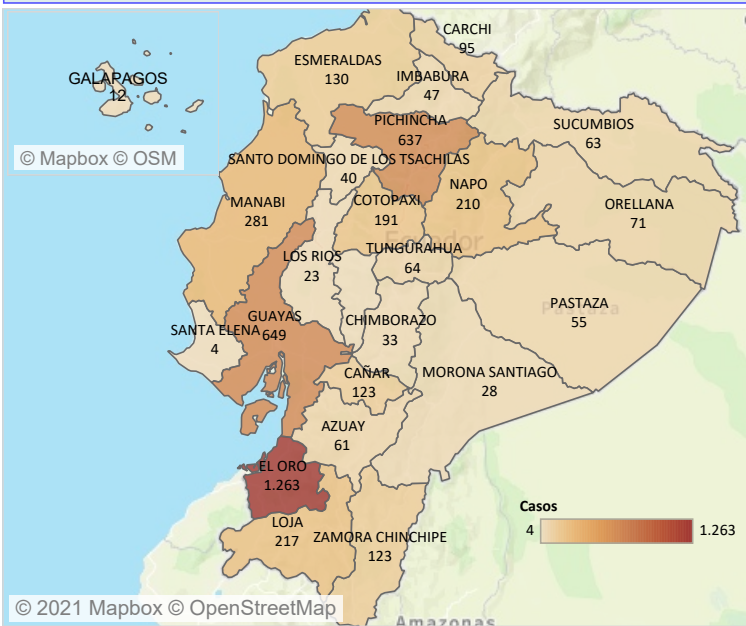 CARCHI
95
ESMERALDAS
130
IMBABURA
47
GALAPAGOS
12
PICHINCHA
637
SUCUMBIOS
63
© Mapbox © OSM
SANTO DOMINGO DE LOS TSACHILAS
40
NAPO
210
MANABI
281
COTOPAXI
191
ORELLANA
71
Ecuador
TUNGURAHUA
64
LOS RIOS
23
Pastaza
PASTAZA
55
GUAYAS
649
CHIMBORAZO
33
SANTA ELENA
4
CAÑAR
123
MORONA SANTIAGO
28
AZUAY
61
EL ORO
1.263
Casos
4
1.263
LOJA
217
ZAMORA CHINCHIPE
123
© 2021 Mapbox © OpenStreetMap
Amazonas